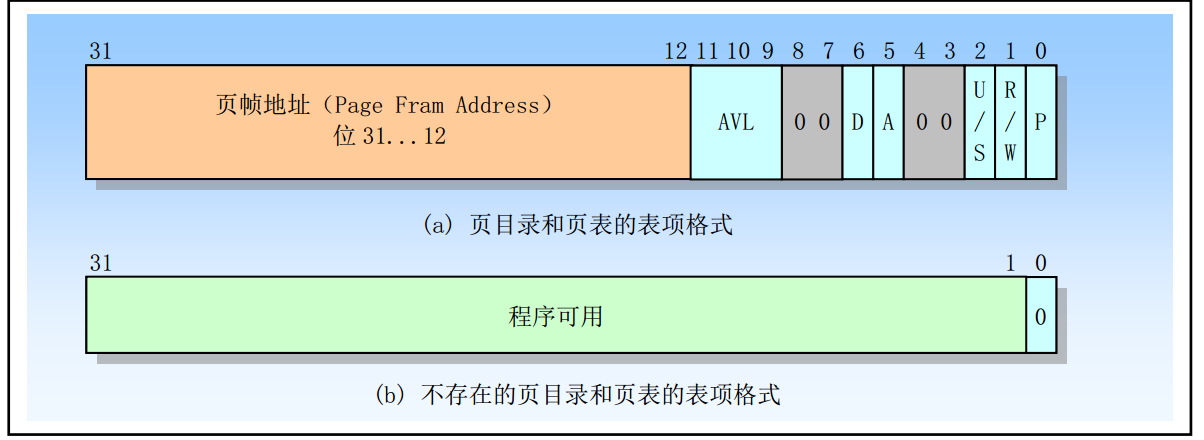 31 12 11 10 9 8 7 6 5 4 3 2 1 0
页帧地址（Page Fram Address）
位 31...12
AVL
0 0
D
A
0 0
U
/
S
R
/
W
P
(a) 页目录和页表的表项格式
31 1 0
程序可用
0
(b) 不存在的页目录和页表的表项格式